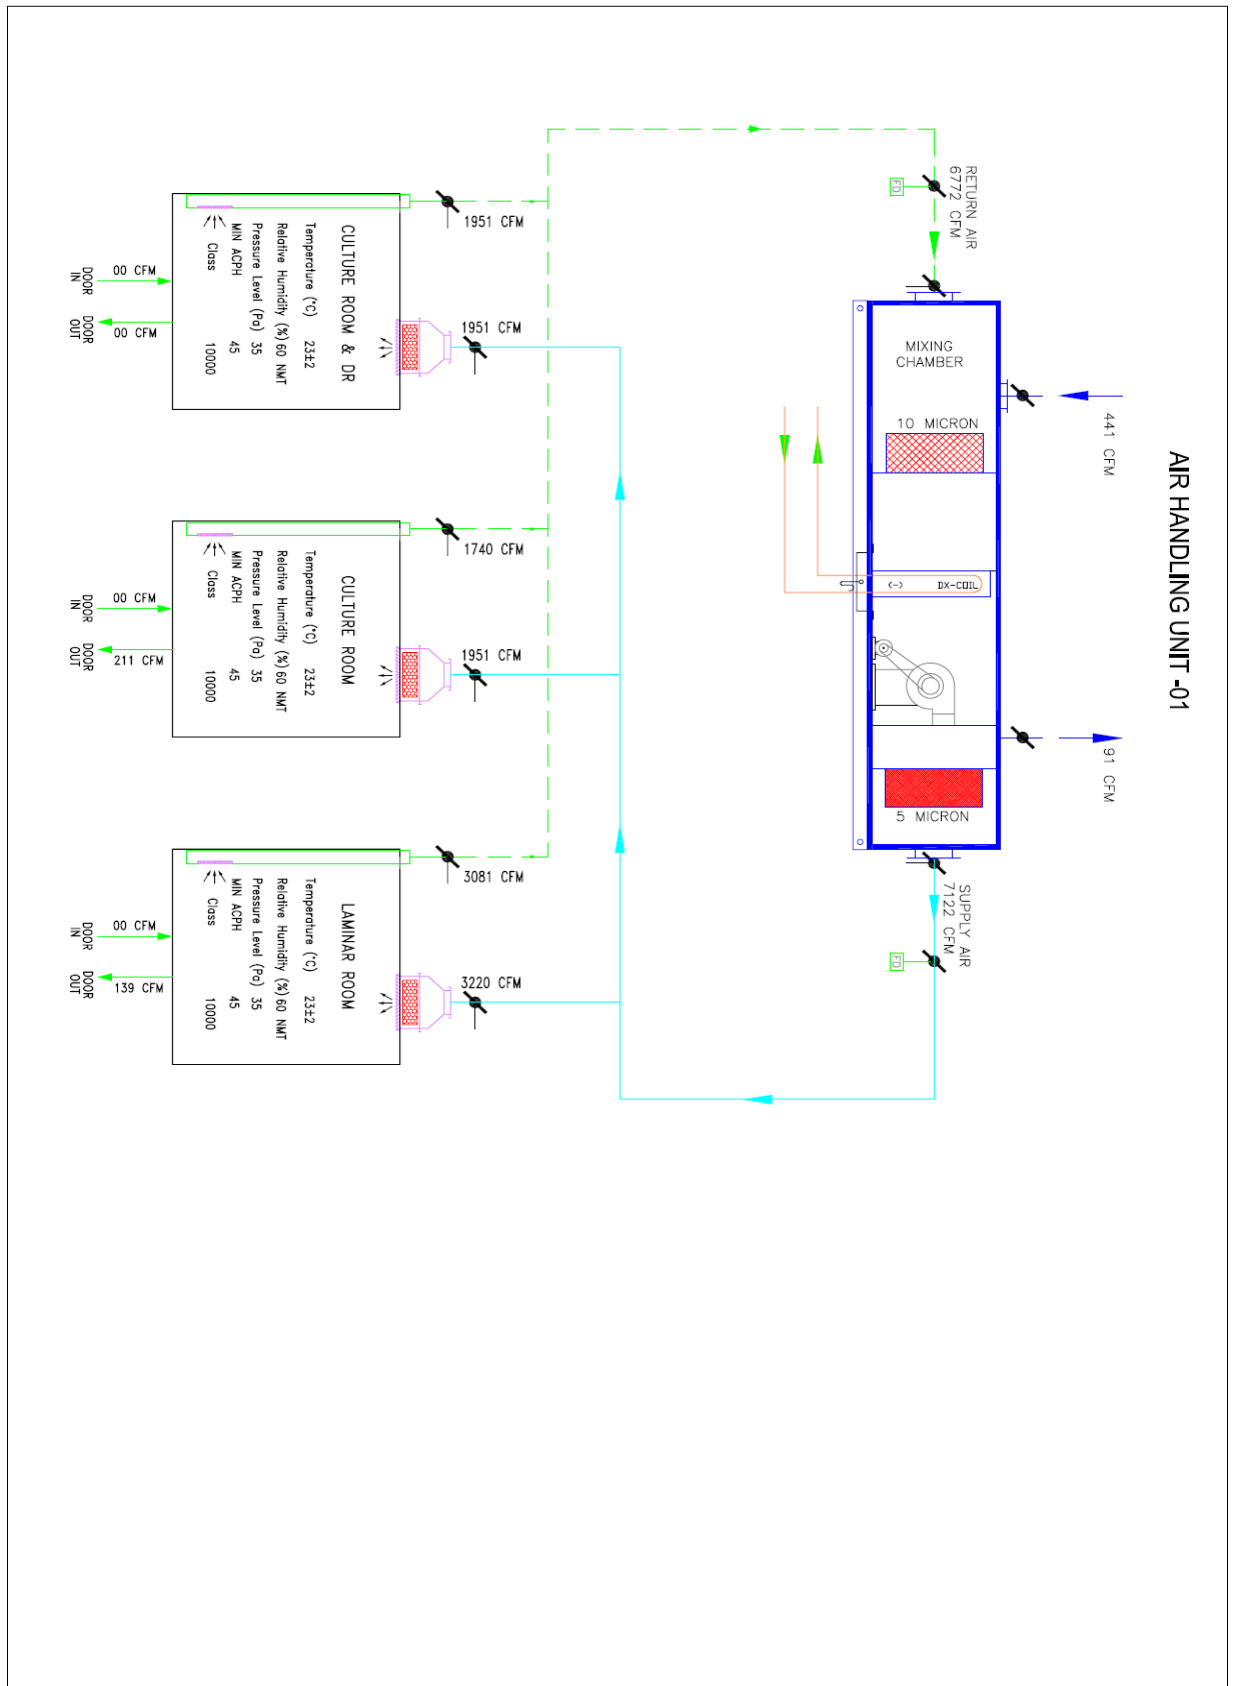 AIR HANDLING UNIT -01
RETURN AIR
6772 CFM
FD
441 CFM
91 CFM
MIXING
CHAMBER
10 MICRON
DX-COIL
(-)
5 MICRON
SUPPLY AIR
7122 CFM
FD
1951 CFM
1951 CFM
CULTURE ROOM & DR
Temperature (°C) 23±2
Relative Humidity (%) 60 NMT
Pressure Level (Pa) 35
MIN ACPH 45
Class 10000
00 CFM
DOOR
IN
00 CFM
DOOR
OUT
1740 CFM
1951 CFM
CULTURE ROOM
Temperature (°C) 23±2
Relative Humidity (%) 60 NMT
Pressure Level (Pa) 35
MIN ACPH 45
Class 10000
00 CFM
DOOR
IN
211 CFM
DOOR
OUT
3081 CFM
3220 CFM
LAMINAR ROOM
Temperature (°C) 23±2
Relative Humidity (%) 60 NMT
Pressure Level (Pa) 35
MIN ACPH 45
Class 10000
00 CFM
DOOR
IN
139 CFM
DOOR
OUT